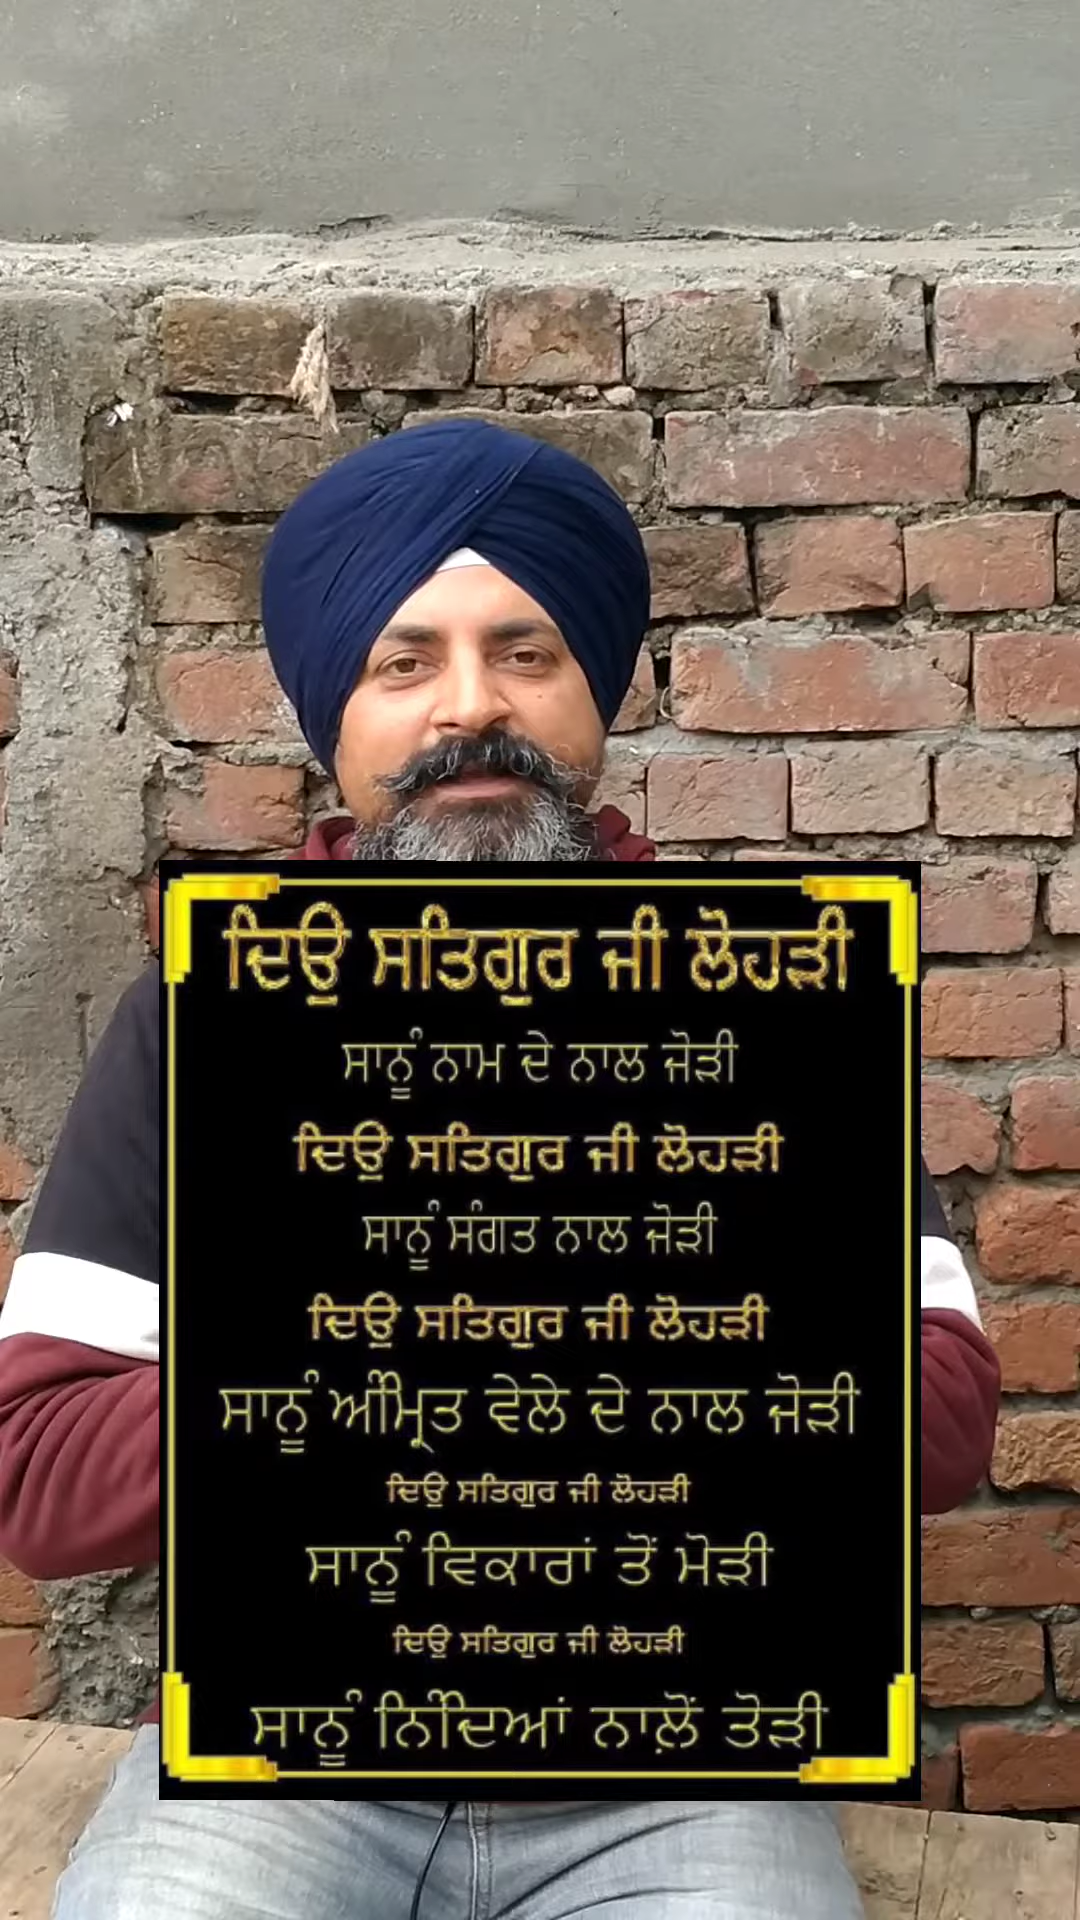 ਦਿਉ ਸਤਿਗੁਰ ਜੀ ਲੋਹੜੀ
ਸਾਨੂੰ ਨਾਮ ਦੇ ਨਾਲ ਜੋੜੀ
ਦਿਉ ਸਤਿਗੁਰ ਜੀ ਲੋਹੜੀ
ਸਾਨੂੰ ਸੰਗਤ ਨਾਲ ਜੋੜੀ
ਦਿਉ ਸਤਿਗੁਰ ਜੀ ਲੋਹੜੀ
ਸਾਨੂੰ ਅੰਮ੍ਰਿਤ ਵੇਲੇ ਦੇ ਨਾਲ ਜੋੜੀ
ਦਿਉ ਸਤਿਗੁਰ ਜੀ ਲੋਹੜੀ
ਸਾਨੂੰ ਵਿਕਾਰਾਂ ਤੋਂ ਮੋੜੀ
ਦਿਉ ਸਤਿਗੁਰ ਜੀ ਲੋਹੜੀ
ਸਾਨੂੰ ਨਿੰਦਿਆਂ ਨਾਲ਼ੋਂ ਤੋੜੀ